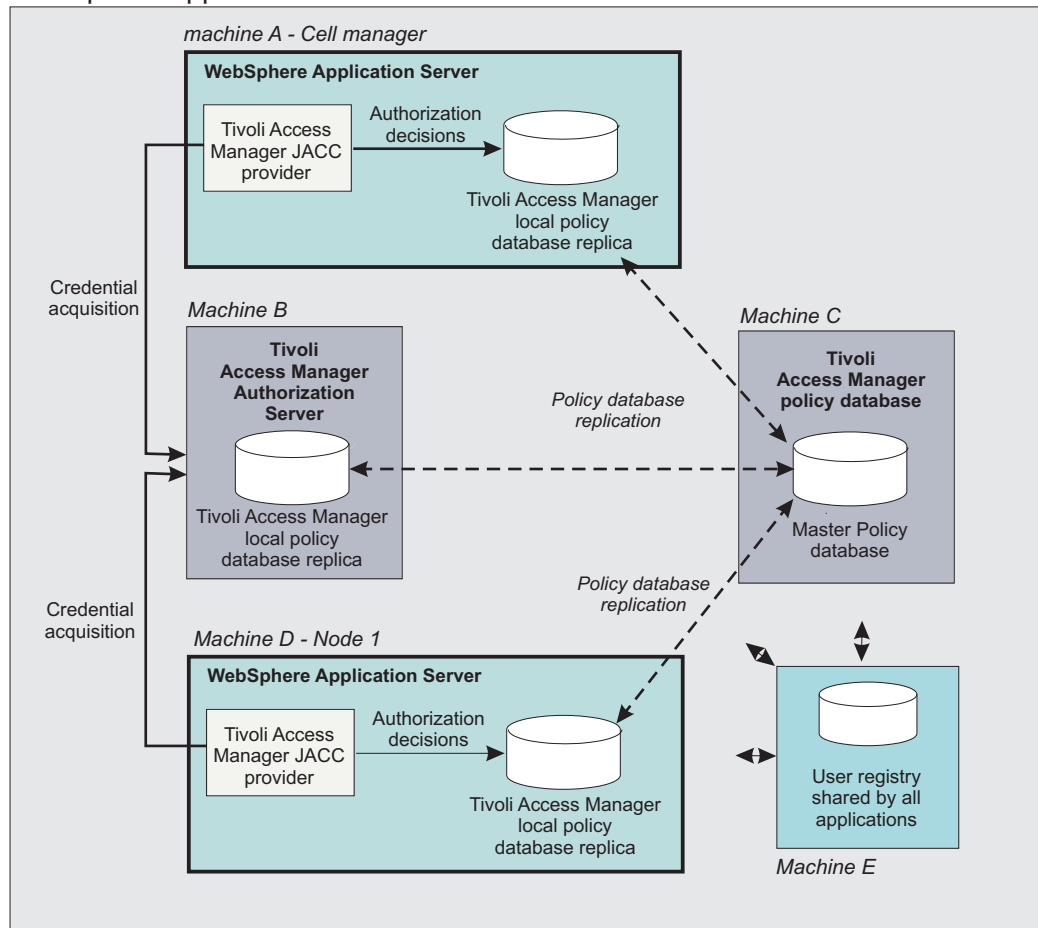 machine A - Cell manager
WebSphere Application Server
Tivoli Access
Manager JACC
provider
Authorization
decisions
Tivoli Access Manager
local policy
database replica
Credential
acquisition
Machine B
Tivoli
Access Manager
Authorization
Server
Tivoli Access Manager
local policy
database replica
Policy database
replication
Machine C
Tivoli
Access Manager
policy database
Master Policy
database
Credential
acquisition
Policy database
replication
Machine D - Node 1
WebSphere Application Server
Tivoli Access
Manager JACC
provider
Authorization
decisions
Tivoli Access Manager
local policy
database replica
User registry
shared by all
applications
Machine E